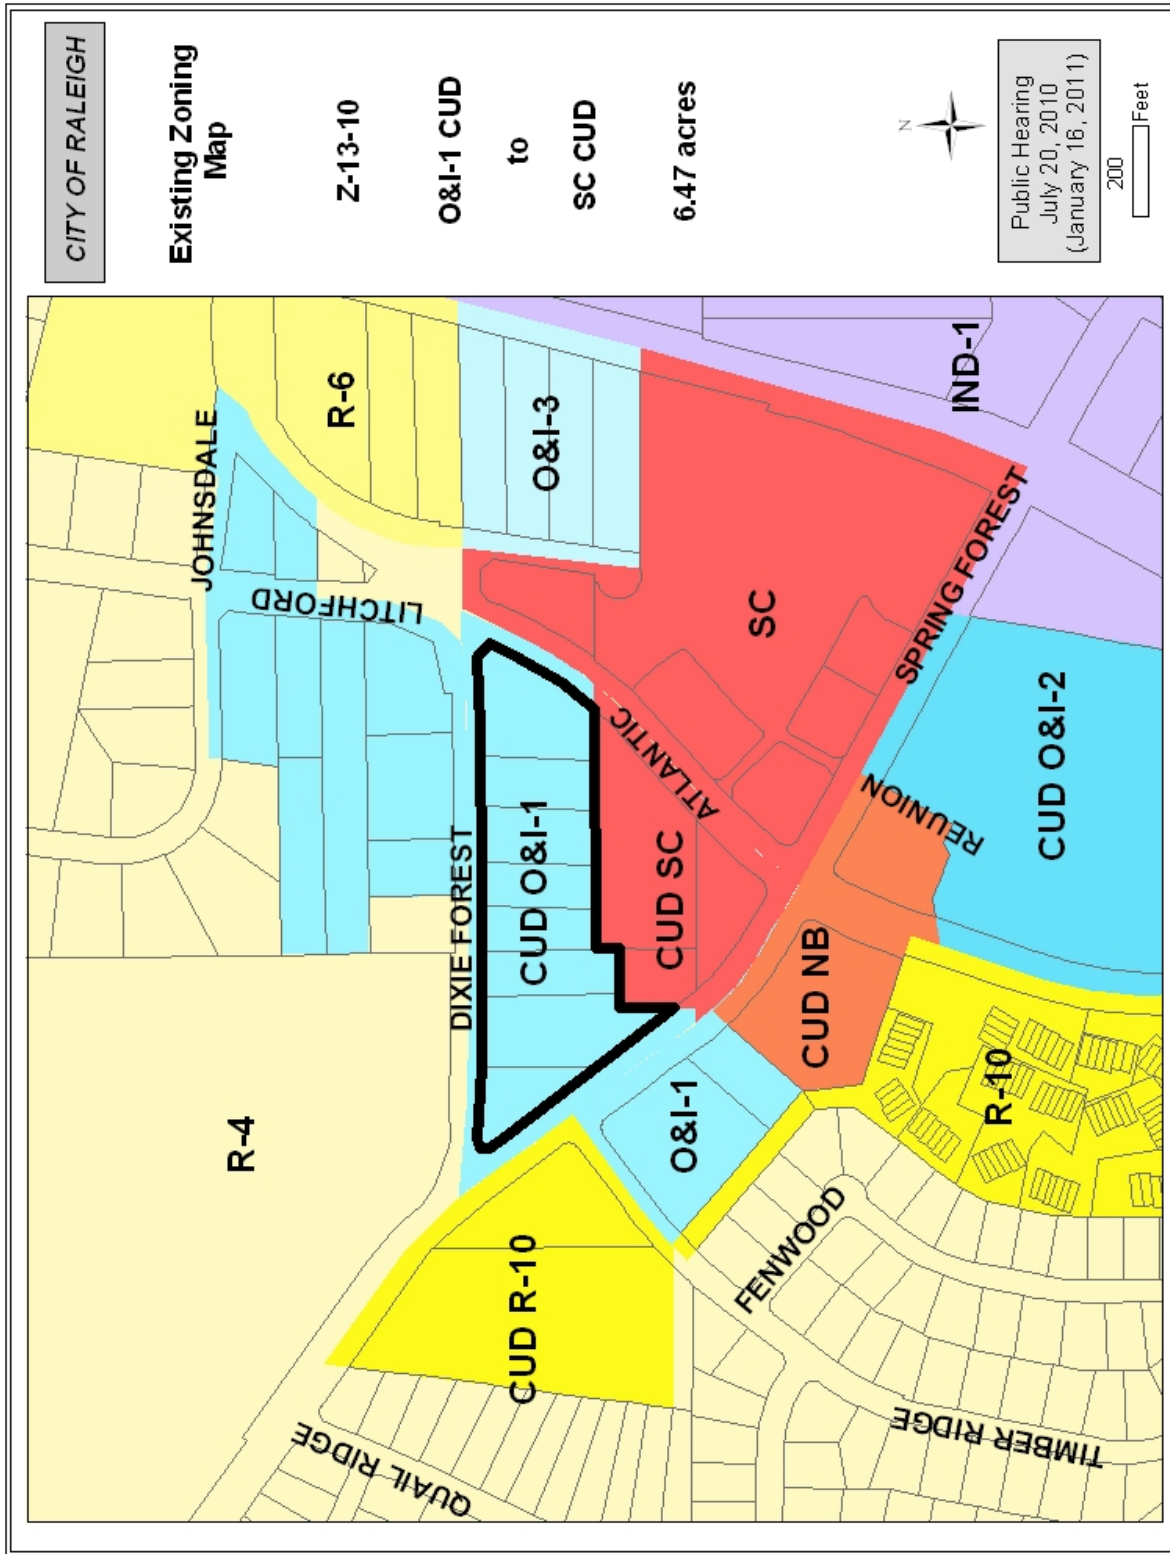 CITY OF RALEIGH
Existing Zoning
Map
Z-13-10
O&I-1 CUD
to
SC CUD
6.47 acres
N
Public Hearing
July 20, 2010
(January 16, 2011)
200
Feet
JOHNSDALE
R-6
LITCHFORD
O&I-3
R-4
DIXIE FOREST
CUD O&I-1
QUAIL RIDGE
CUD R-10
CUD SC
ATLANTIC
SC
IND-1
O&I-1
SPRING FOREST
FENWOOD
CUD NB
REUNION
TIMBER RIDGE
R-10
CUD O&I-2